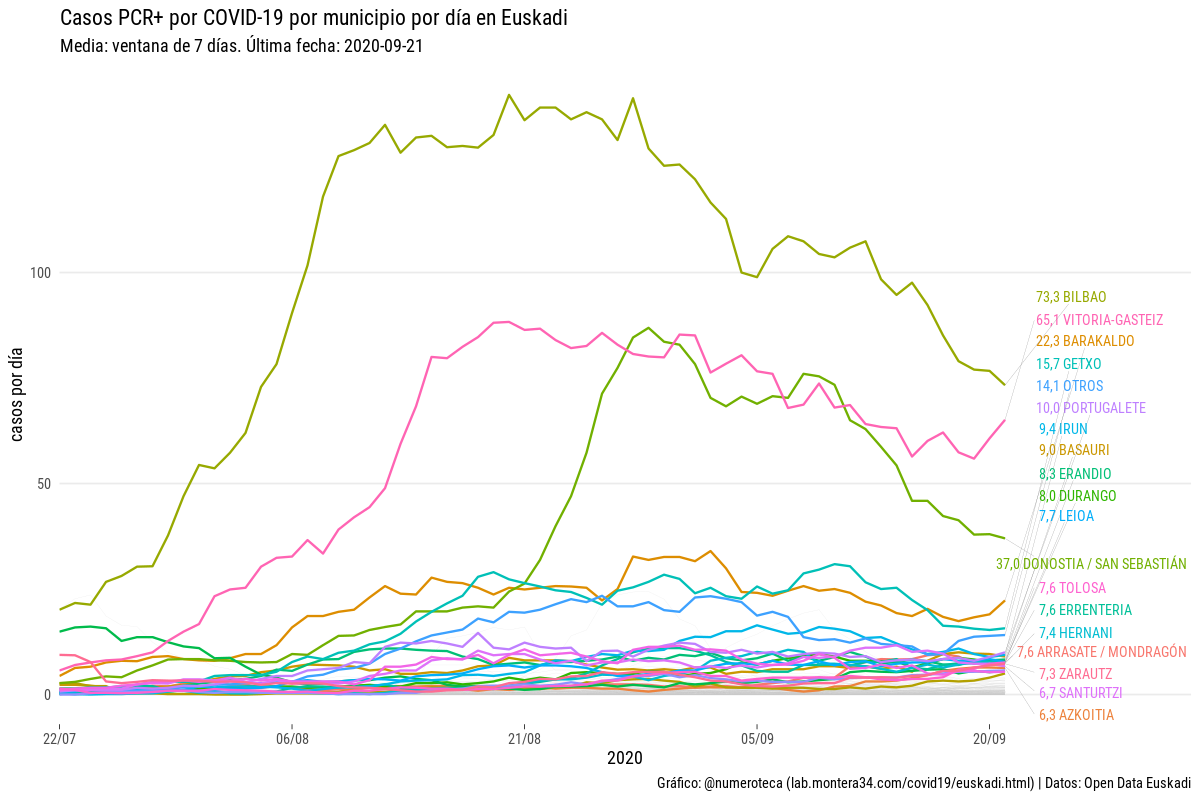 Casos PCR+ por COVID-19 por municipio por día en Euskadi
Media: ventana de 7 días. Última fecha: 2020-09-21
casos por día
100
50
0
73,3 BILBAO
65,1 VITORIA-GASTEIZ
22,3 BARAKALDO
15,7 GETXO
14,1 OTROS
10,0 PORTUGALETE
9,4 IRUN
9,0 BASAURI
8,3 ERANDIO
8,0 DURANGO
7,7 LEIOA
37,0 DONOSTIA / SAN SEBASTIÁN
7,6 TOLOSA
7,6 ERRENTERIA
7,4 HERNANI
7,6 ARRASATE / MONDRAGÓN
7,3 ZARAUTZ
6,7 SANTURTZI
6,3 AZKOITIA
22/07
06/08
21/08
05/09
20/09
2020
Gráfico: @numeroteca (lab.montera34.com/covid19/euskadi.html) | Datos: Open Data Euskadi